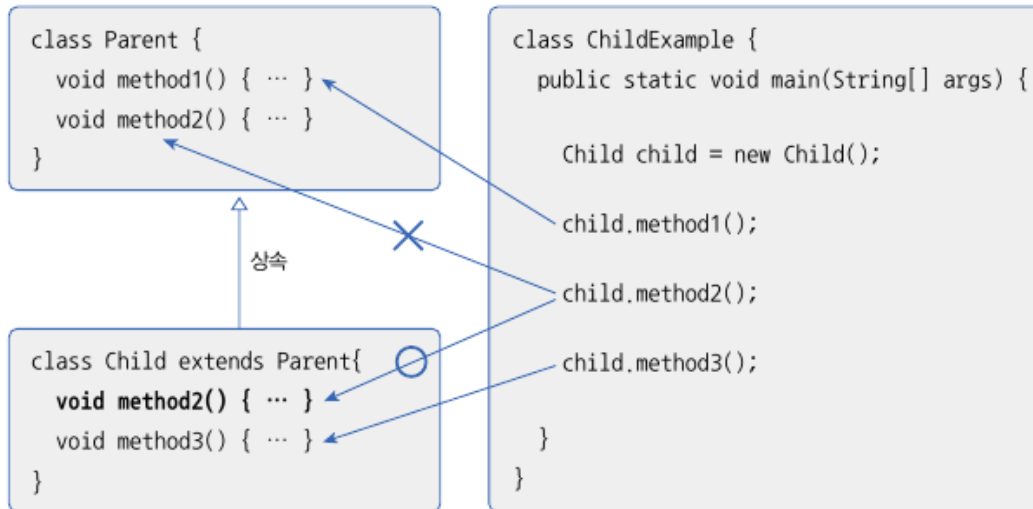 class Parent {
void method1() { … }
void method2() { … }
}
상속
class Child extends Parent{
void method2() { … }
void method3() { … }
}
class ChildExample {
public static void main(String[] args) {
Child child = new Child();
child.method1();
child.method2();
child.method3();
}
}